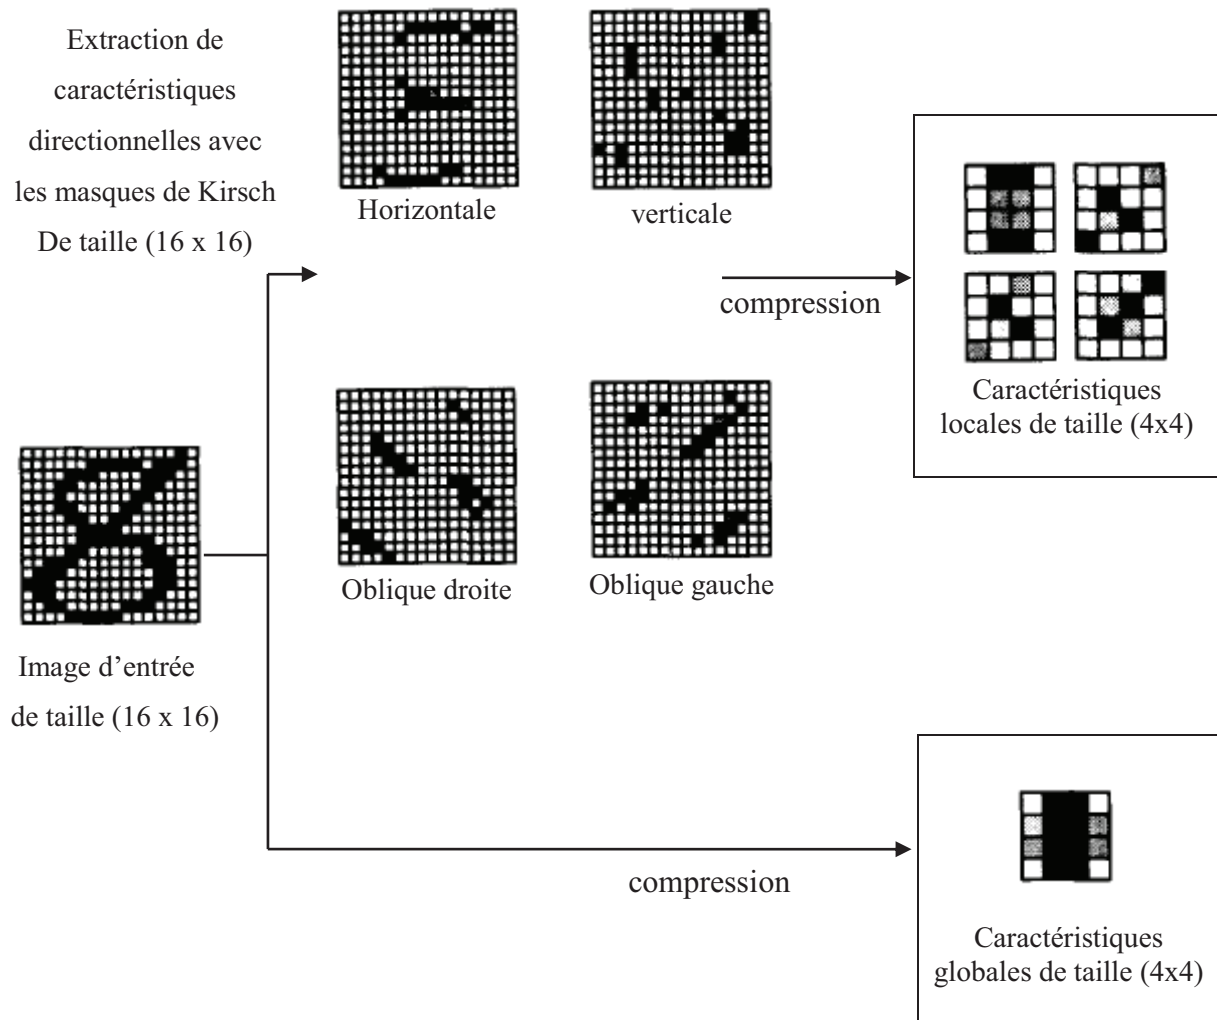 Extraction de
caractéristiques
directionnelles avec
les masques de Kirsch
De taille (16 x 16)
Horizontale
verticale
compression
Caractéristiques
locales de taille (4x4)
Oblique droite
Oblique gauche
Image d’entrée
de taille (16 x 16)
compression
Caractéristiques
globales de taille (4x4)